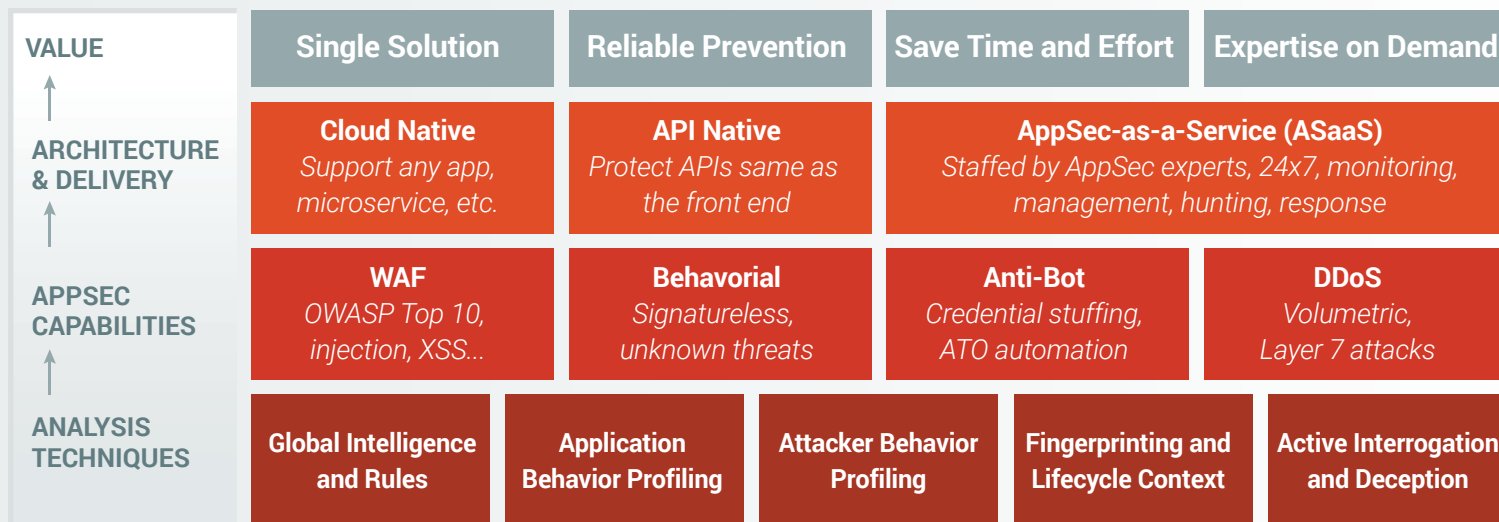 VALUE
Single Solution
Reliable Prevention
Save Time and Effort
Expertise on Demand
ARCHITECTURE
& DELIVERY
Cloud Native
Support any app,
microservice, etc.
API Native
Protect APIs same as
the front end
AppSec-as-a-Service (ASaaS)
Staffed by AppSec experts, 24x7, monitoring,
management, hunting, response
APPSEC
CAPABILITIES
WAF
OWASP Top 10,
injection, XSS...
Behavorial
Signatureless,
unknown threats
Anti-Bot
Credential stuffing,
ATO automation
DDoS
Volumetric,
Layer 7 attacks
ANALYSIS
TECHNIQUES
Global Intelligence
and Rules
Application
Behavior Profiling
Attacker Behavior
Profiling
Fingerprinting and
Lifecycle Context
Active Interrogation
and Deception